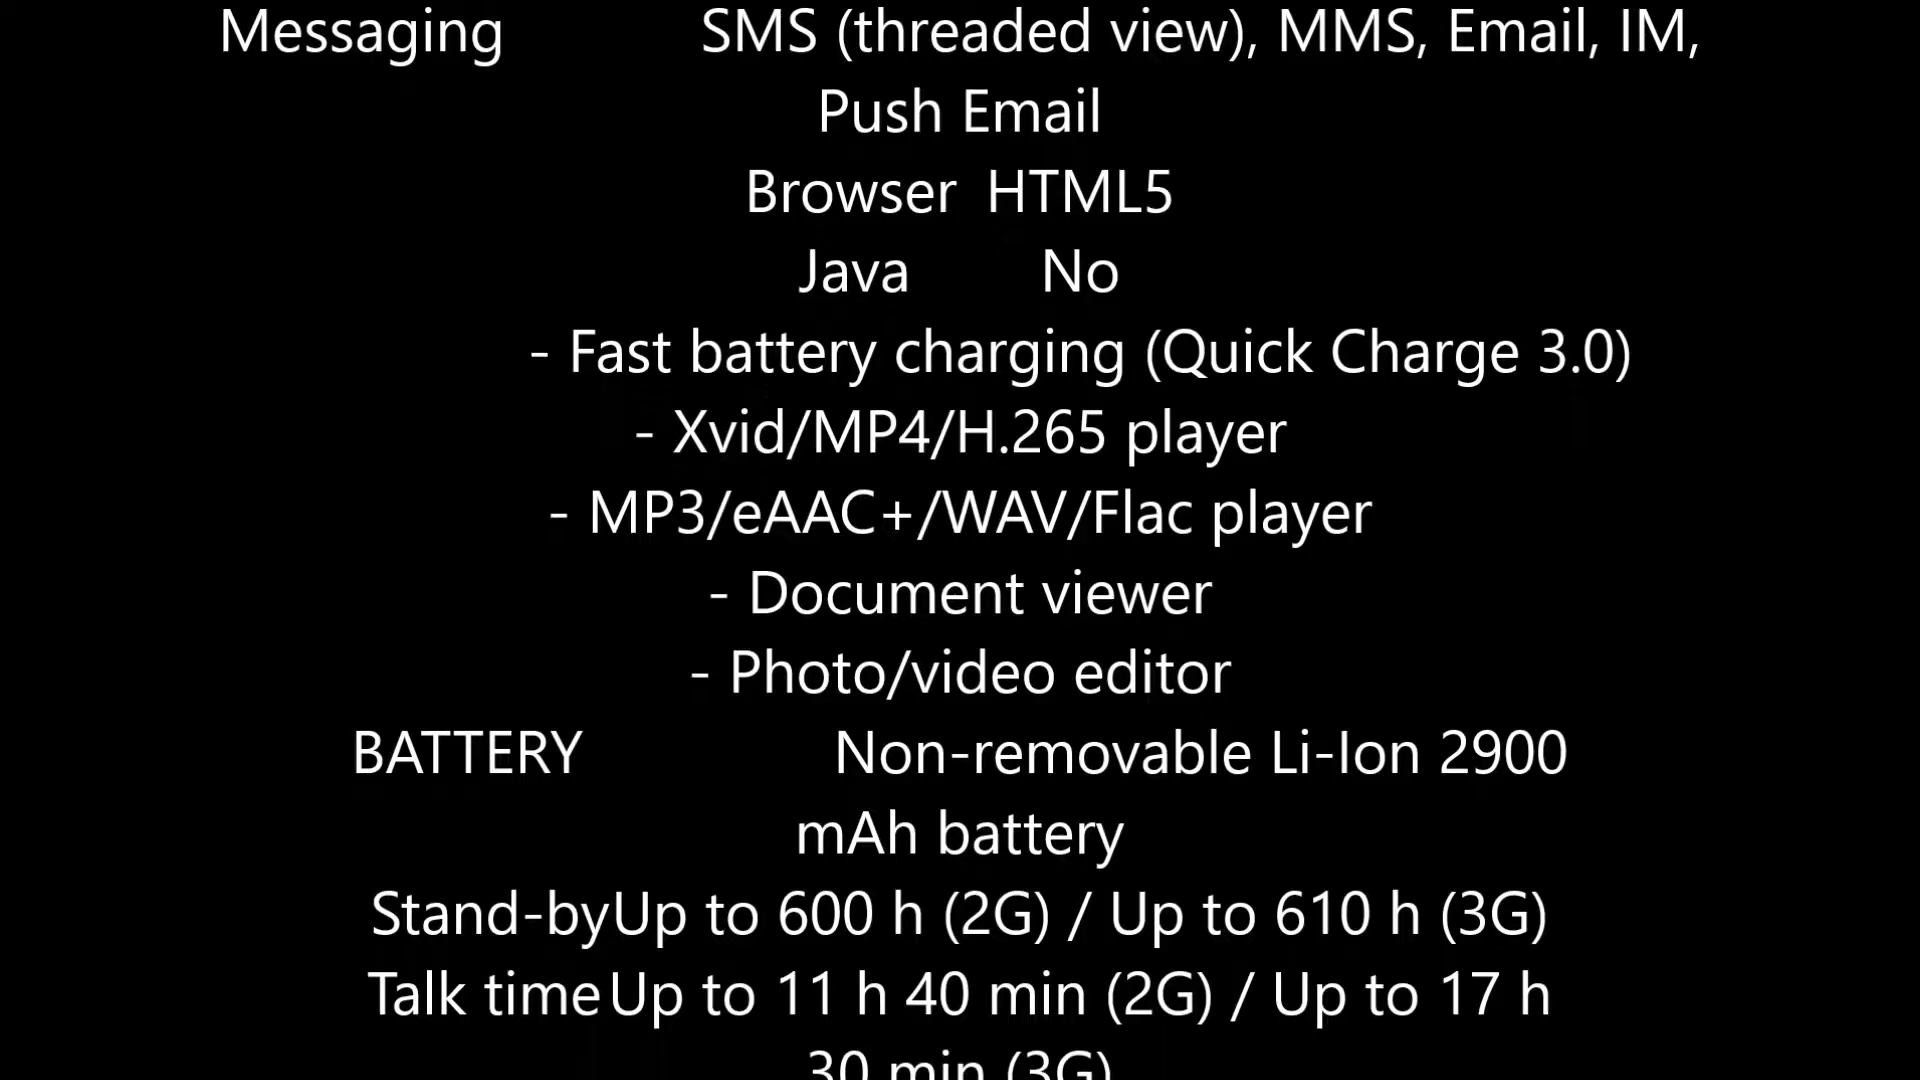 Messaging SMS (threaded view), MMS, Email, IM,
Push Email
Browser HTML5
Java No
- Fast battery charging (Quick Charge 3.0)
- Xvid/MP4/H.265 player
- MP3/eAAC+/WAV/Flac player
- Document viewer
- Photo/video editor
BATTERY Non-removable Li-Ion 2900
mAh battery
Stand-byUp to 600 h (2G) / Up to 610 h (3G)
Talk timeUp to 11 h 40 min (2G) / Up to 17 h
30 min (3G)